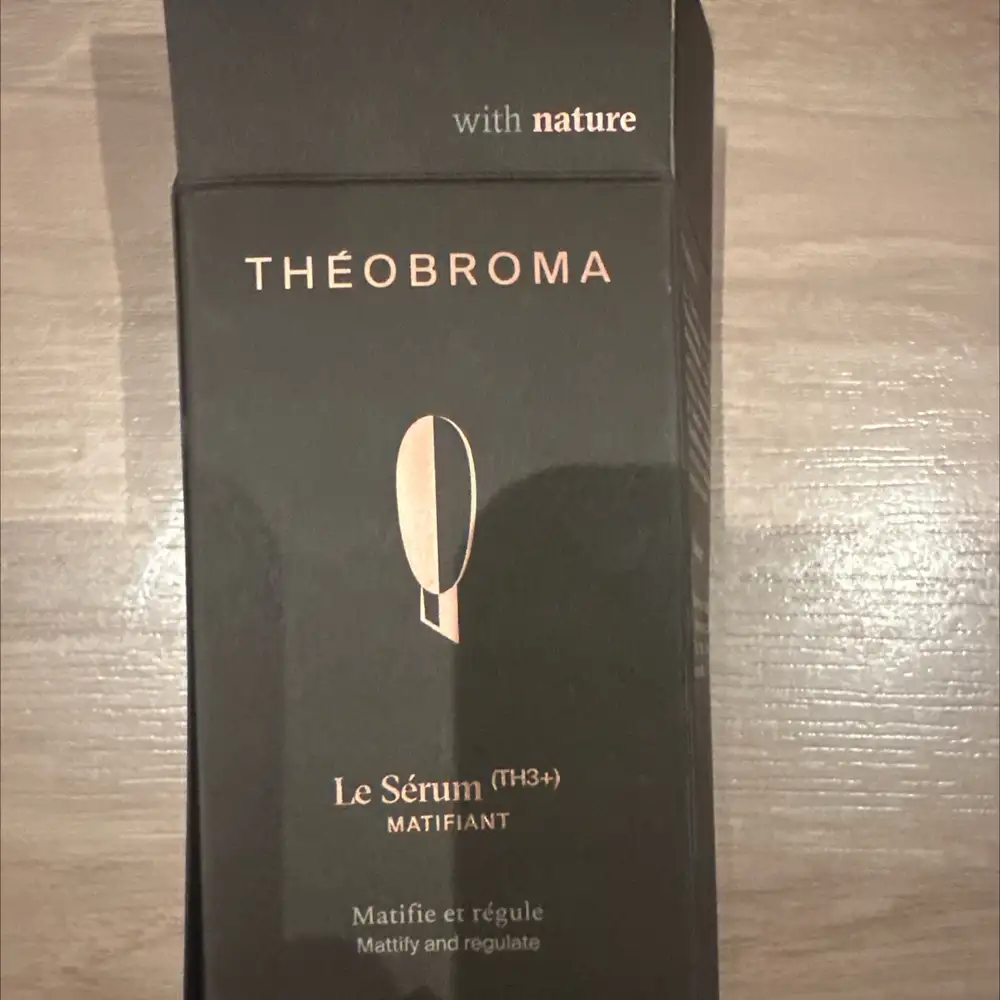 with nature
THÉOBROMA
Le Sérum (TH3+)
MATIFIANT
Matifie et régule
Mattify and regulate